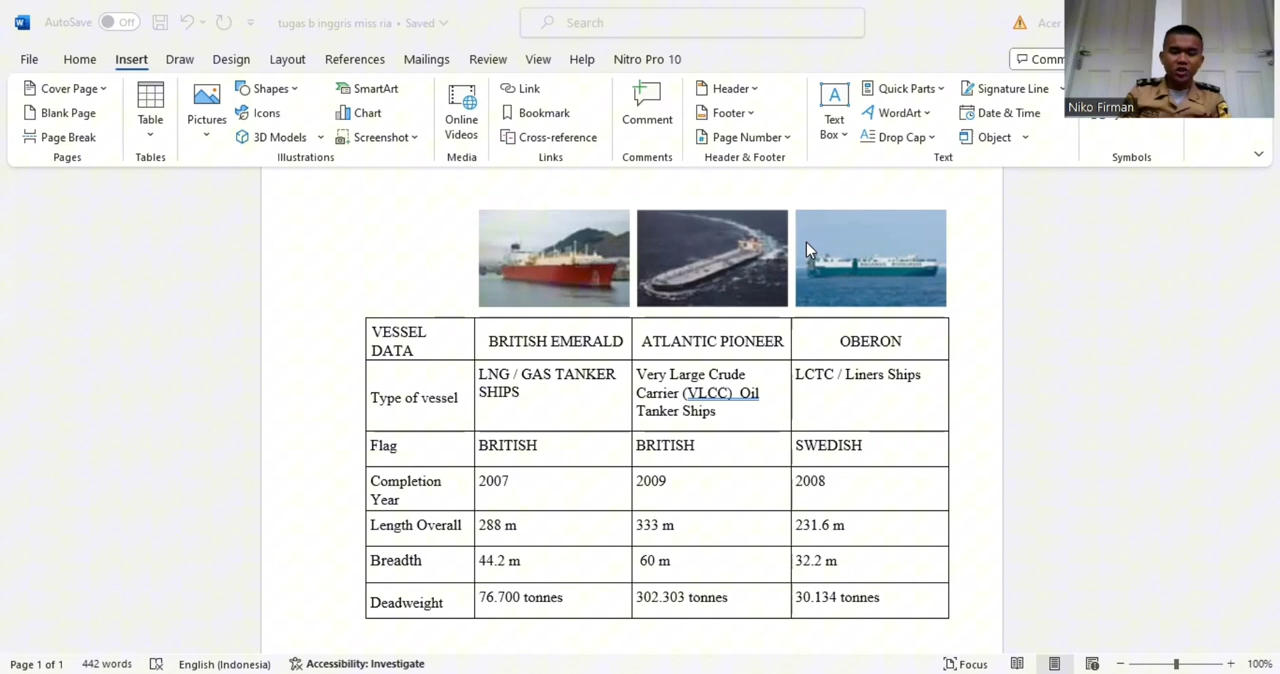 AutoSave Off tugas b inggris miss ria • Saved Search Acer
File Home Insert Draw Design Layout References Mailings Review View Help Nitro Pro 10 Comm
Cover Page
Blank Page
Page Break
Pages
Table
Tables
Pictures
Shapes
Icons
3D Models
SmartArt
Chart
Screenshot
Illustrations
Online
Videos
Media
Link
Bookmark
Cross-reference
Links
Comment
Comments
Header
Footer
Page Number
Header & Footer
Text
Box
Quick Parts
WordArt
Drop Cap
Signature Line
Date & Time
Object
Text
Symbols
Niko Firman
VESSEL
DATA
BRITISH EMERALD
ATLANTIC PIONEER
OBERON
Type of vessel
LNG / GAS TANKER
SHIPS
Very Large Crude
Carrier (VLCC) Oil
Tanker Ships
LCTC / Liners Ships
Flag
BRITISH
BRITISH
SWEDISH
Completion
Year
2007
2009
2008
Length Overall
288 m
333 m
231.6 m
Breadth
44.2 m
60 m
32.2 m
Deadweight
76.700 tonnes
302.303 tonnes
30.134 tonnes
Page 1 of 1 442 words English (Indonesia) Accessibility: Investigate Focus 100%